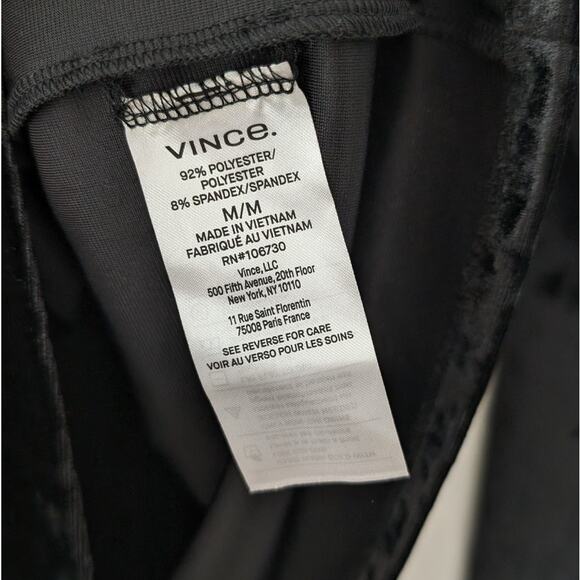 VINCE.
92% POLYESTER/
POLYESTER
8% SPANDEX/SPANDEX
M/M
MADE IN VIETNAM
FABRIQUÉ AU VIETNAM
RN#106730
Vince, LLC
500 Fifth Avenue, 20th Floor
New York, NY 10110
11 Rue Saint Florentin
75008 Paris France
SEE REVERSE FOR CARE
VOIR AU VERSO POUR LES SOINS